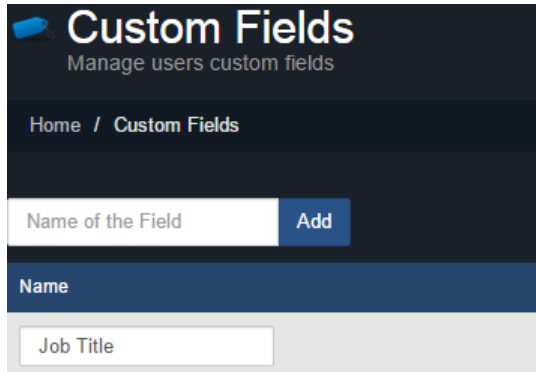 Custom Fields
Manage users custom fields
Home / Custom Fields
Name of the Field Add
Name
Job Title